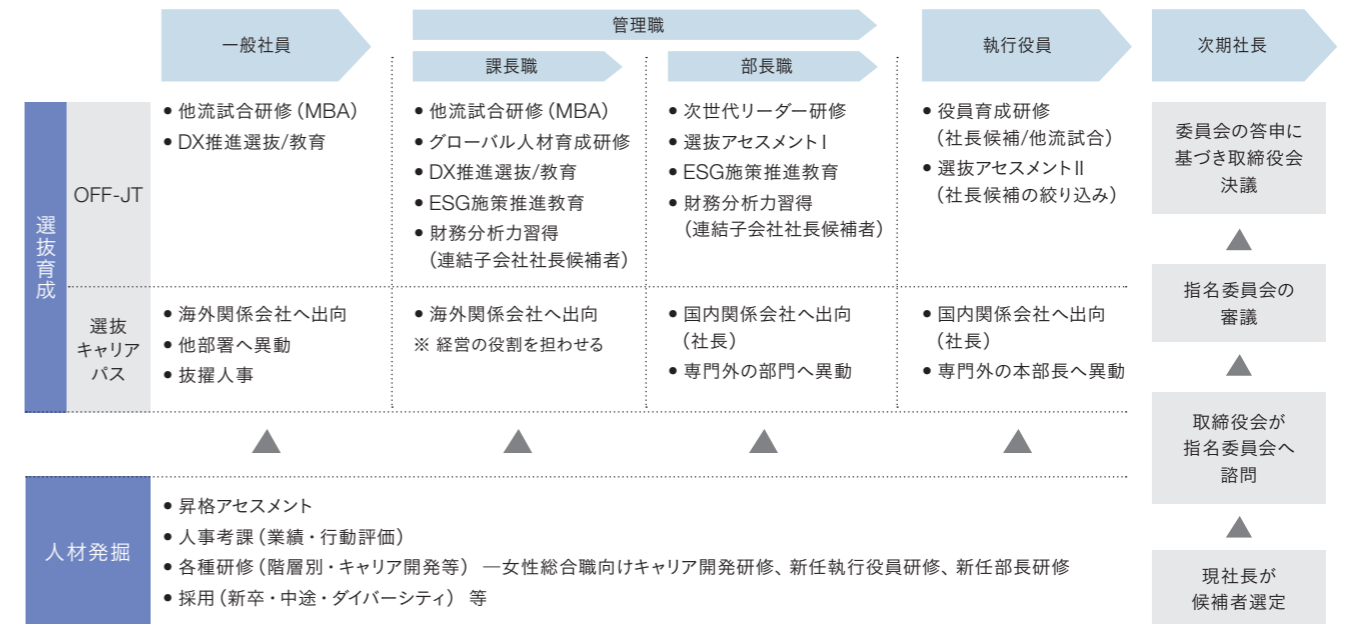 一般社員
管理職
課長職
部長職
執行役員
次期社長
選抜育成
OFF-JT
• 他流試合研修（MBA）
• DX推進選抜/教育
• 他流試合研修（MBA）
• グローバル人材育成研修
• DX推進選抜/教育
• ESG施策推進教育
• 財務分析力習得
（連結子会社社長候補者）
• 次世代リーダー研修
• 選抜アセスメントⅠ
• ESG施策推進教育
• 財務分析力習得
（連結子会社社長候補者）
• 役員育成研修
（社長候補/他流試合）
• 選抜アセスメントⅡ
（社長候補の絞り込み）
選抜
キャリア
パス
• 海外関係会社へ出向
• 他部署へ異動
• 抜擢人事
• 海外関係会社へ出向
※ 経営の役割を担わせる
• 国内関係会社へ出向
（社長）
• 専門外の部門へ異動
• 国内関係会社へ出向
（社長）
• 専門外の本部長へ異動
人材発掘
• 昇格アセスメント
• 人事考課（業績・行動評価）
• 各種研修（階層別・キャリア開発等） ―女性総合職向けキャリア開発研修、新任執行役員研修、新任部長研修
• 採用（新卒・中途・ダイバーシティ） 等
委員会の答申に
基づき取締役会
決議
指名委員会の
審議
取締役会が
指名委員会へ
諮問
現社長が
候補者選定